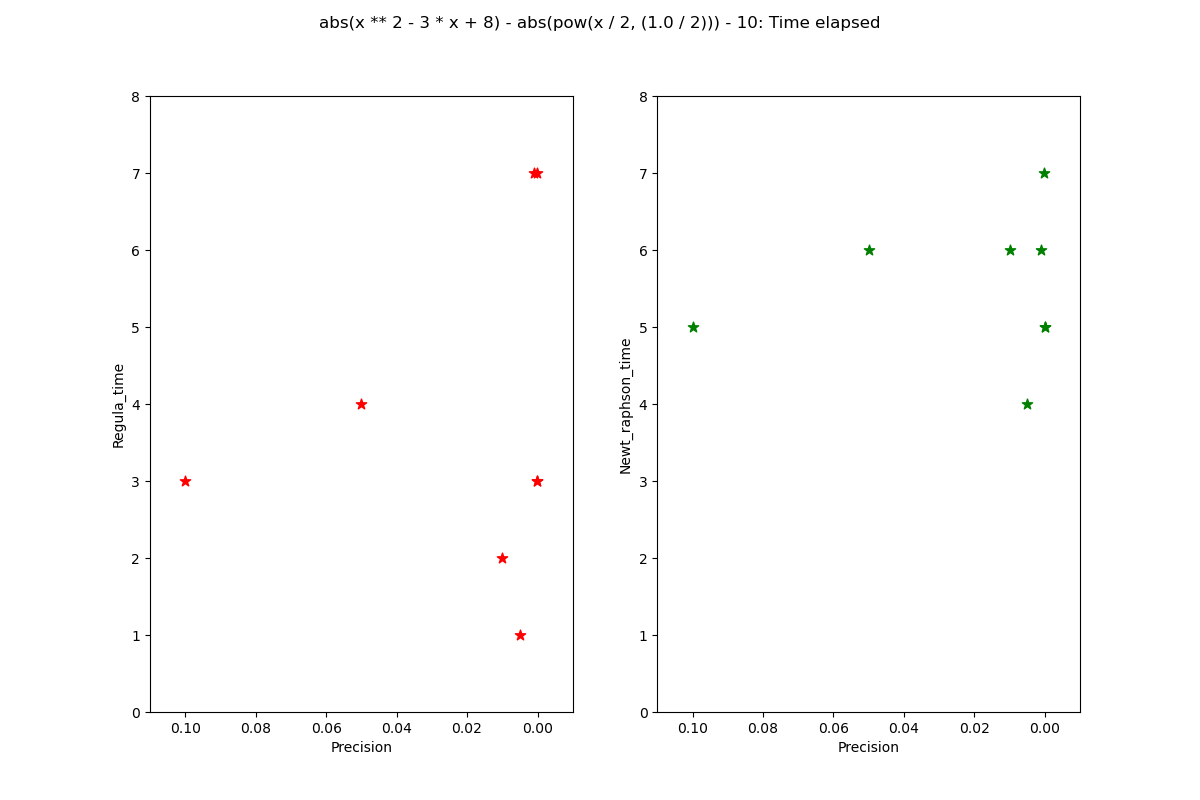 abs(x ** 2 - 3 * x + 8) - abs(pow(x / 2, (1.0 / 2))) - 10: Time elapsed
8
7
6
5
4
3
2
1
0
Regula_time
0.10 0.08 0.06 0.04 0.02 0.00
Precision
8
7
6
5
4
3
2
1
0
Newt_raphson_time
0.10 0.08 0.06 0.04 0.02 0.00
Precision